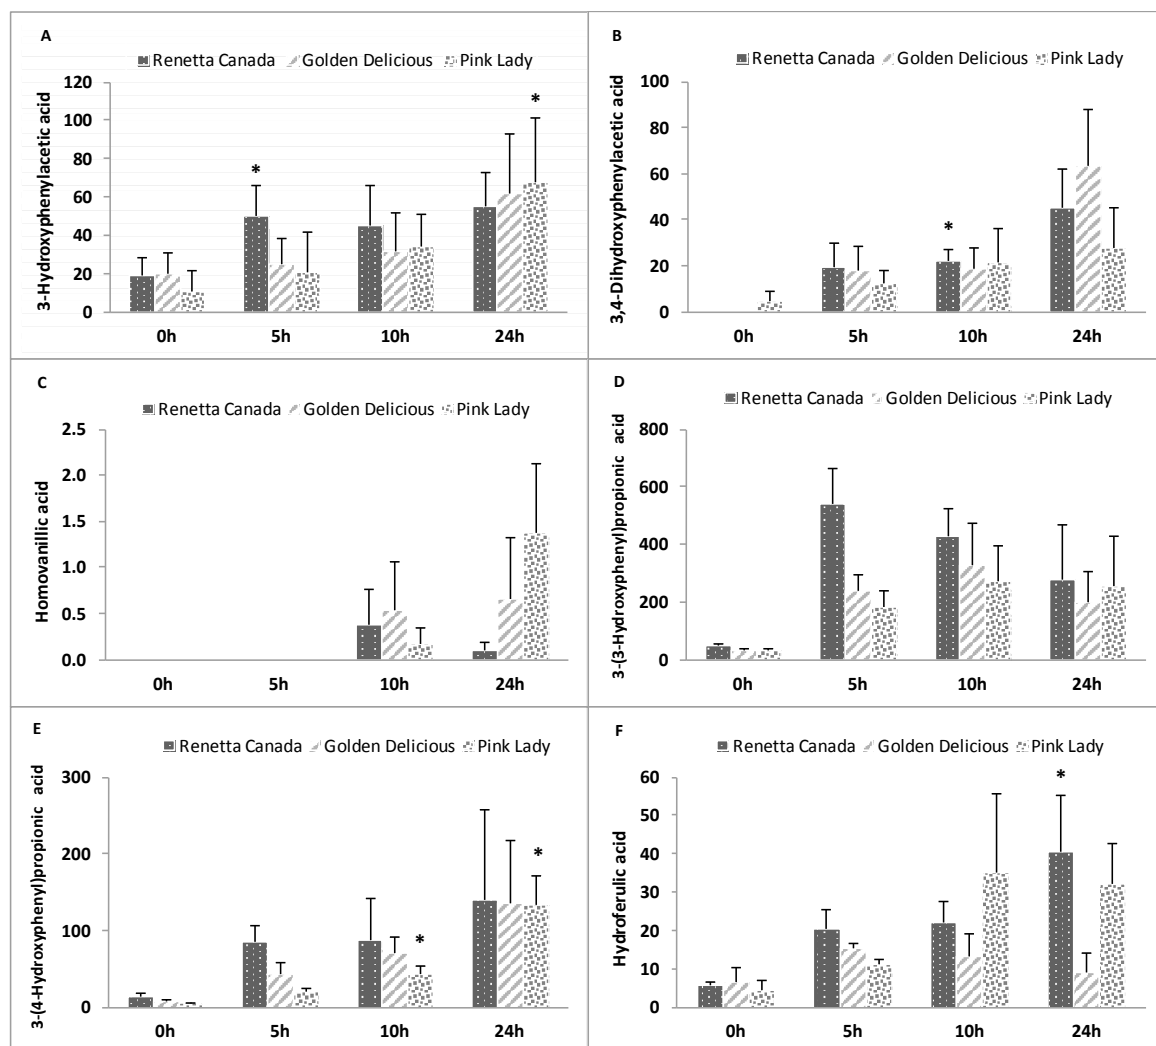 A
Renetta Canada Golden Delicious Pink Lady
3-Hydroxyphenylacetic acid
120
100
80
60
40
20
0
*
*
0h 5h 10h 24h
B
Renetta Canada Golden Delicious Pink Lady
3,4-Dihydroxyphenylacetic acid
100
80
60
40
20
0
*
0h 5h 10h 24h
C
Renetta Canada Golden Delicious Pink Lady
Homovanillic acid
2.5
2.0
1.5
1.0
0.5
0.0
0h 5h 10h 24h
D
Renetta Canada Golden Delicious Pink Lady
3-(3-Hydroxyphenyl)propionic acid
800
600
400
200
0
0h 5h 10h 24h
E
Renetta Canada Golden Delicious Pink Lady
3-(4-Hydroxyphenyl)propionic acid
300
200
100
0
*
*
0h 5h 10h 24h
F
Renetta Canada Golden Delicious Pink Lady
Hydroferulic acid
60
50
40
30
20
10
0
*
0h 5h 10h 24h